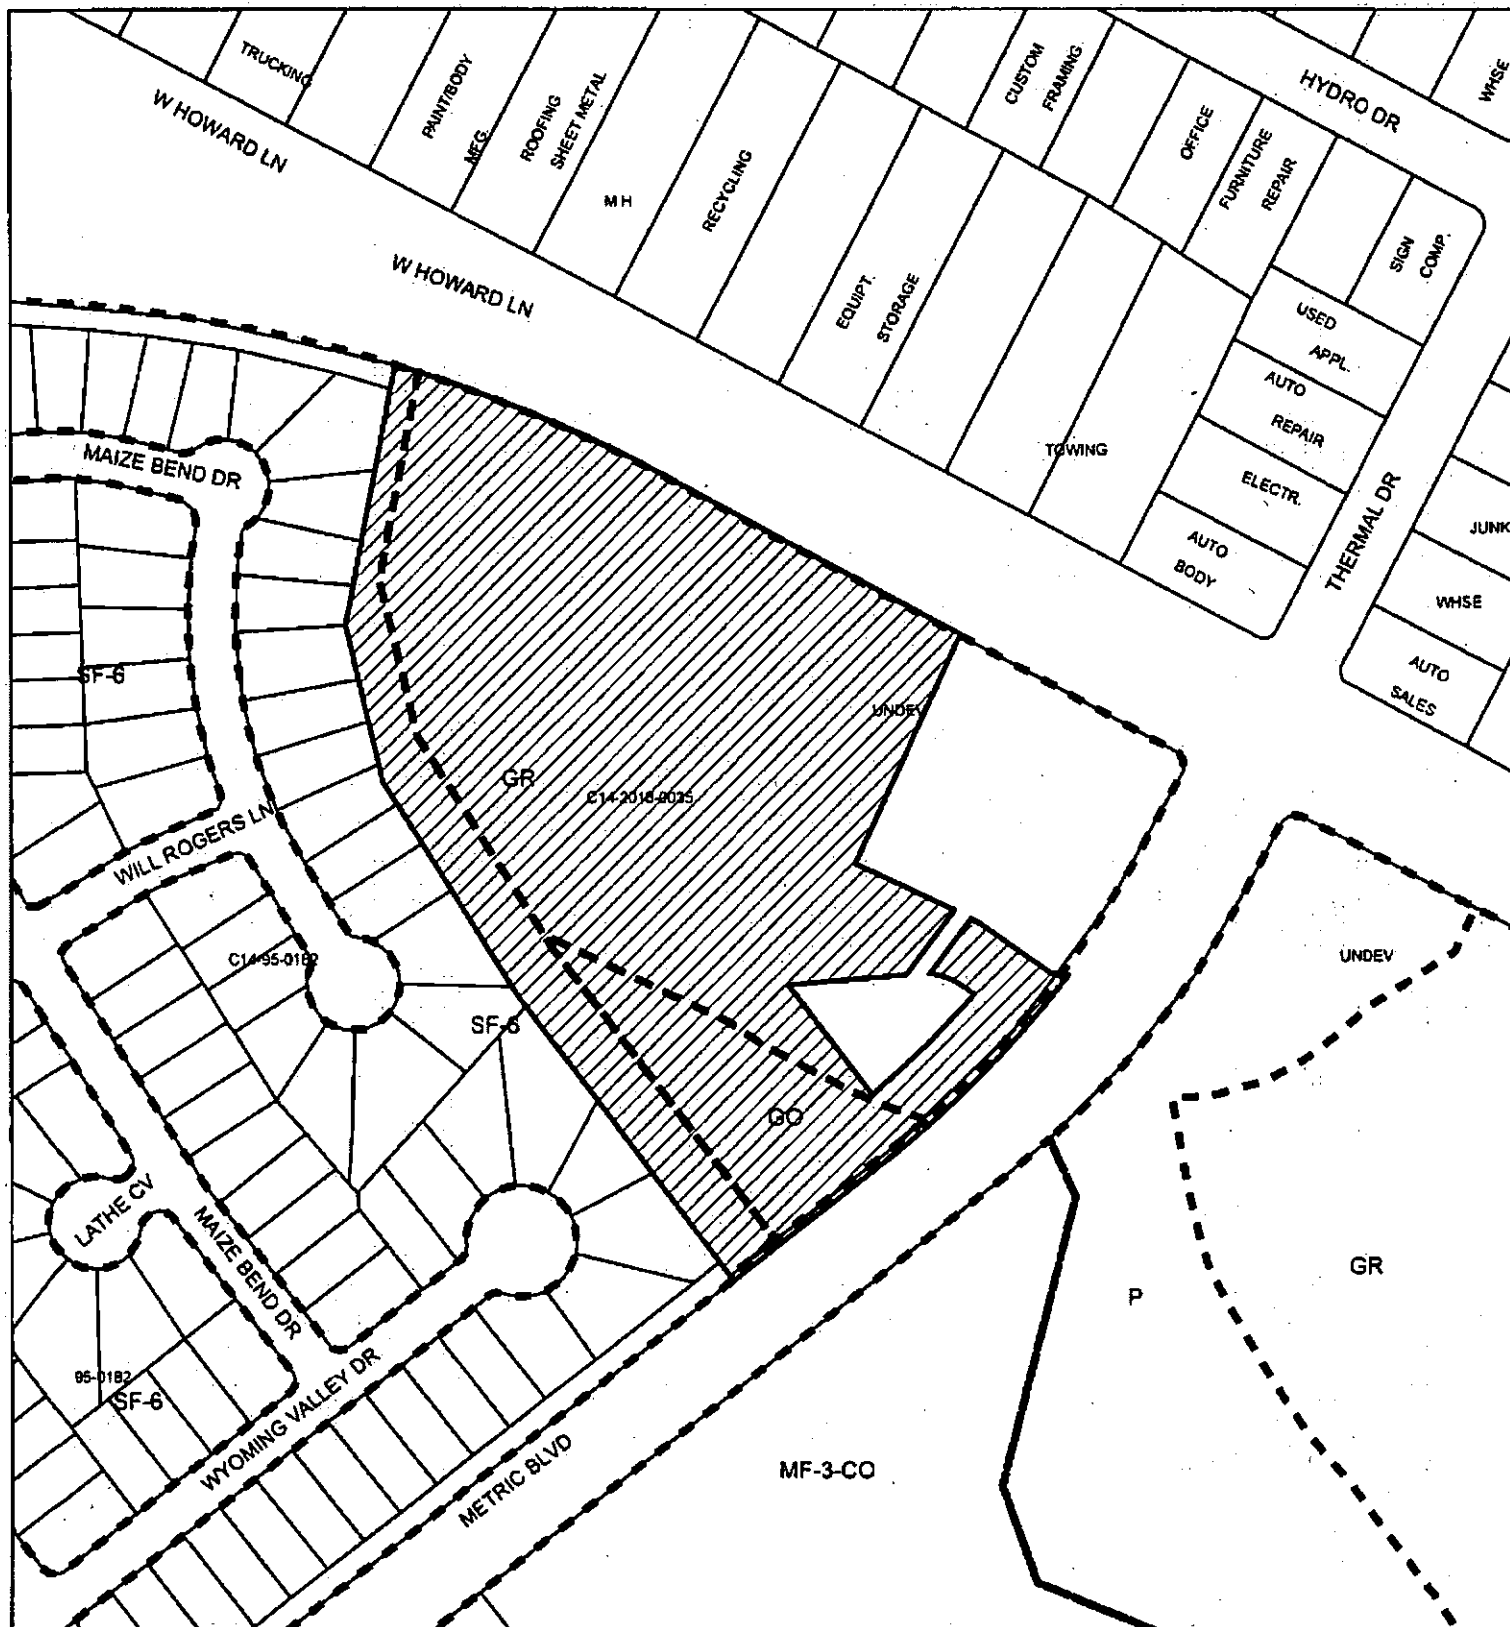 TRUCKING
PAINT/BODY
MFG.
ROOFING
SHEET METAL
CUSTOM
FRAMING
HYDRO DR
WHSE
W HOWARD LN
M H
RECYCLING
OFFICE
FURNITURE
REPAIR
SIGN
COMP.
W HOWARD LN
EQUIPT.
STORAGE
USED
APPL.
AUTO
REPAIR
MAIZE BEND DR
TOWING
ELECTR.
THERMAL DR
JUNK
AUTO
BODY
WHSE
SF-6
AUTO
SALES
UNDEV
GR
WILL ROGERS LN
C14-95-0182
UNDEV
SF-6
GO
LATHE CV
MAIZE BEND DR
GR
P
95-0182
SF-6
WYOMING VALLEY DR
METRIC BLVD
MF-3-CO